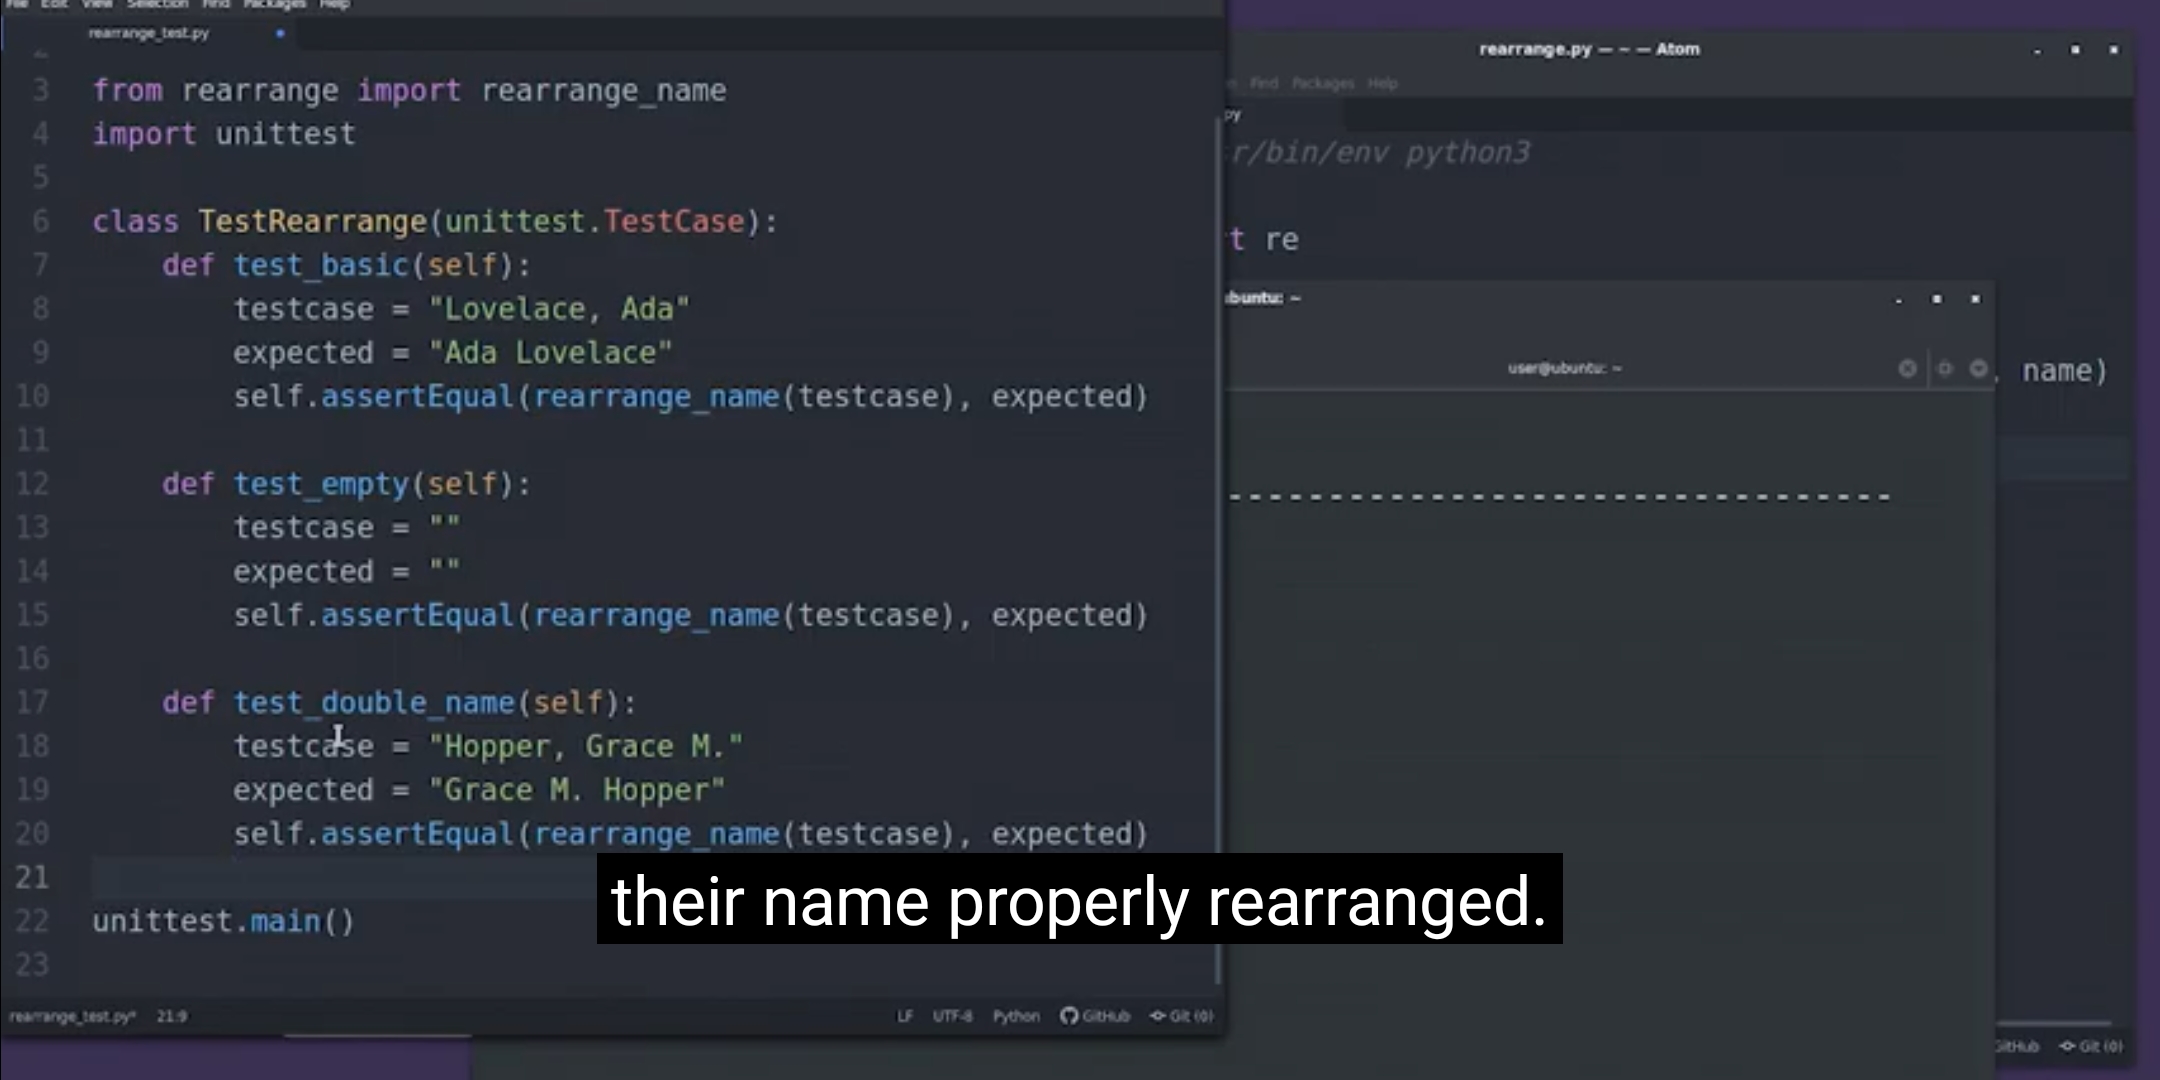 File Edit View Selection Find Packages Help
rearrange_test.py
2
3 from rearrange import rearrange_name
4 import unittest
5
6 class TestRearrange(unittest.TestCase):
7     def test_basic(self):
8         testcase = "Lovelace, Ada"
9         expected = "Ada Lovelace"
10         self.assertEqual(rearrange_name(testcase), expected)
11
12     def test_empty(self):
13         testcase = ""
14         expected = ""
15         self.assertEqual(rearrange_name(testcase), expected)
16
17     def test_double_name(self):
18         testcase = "Hopper, Grace M."
19         expected = "Grace M. Hopper"
20         self.assertEqual(rearrange_name(testcase), expected)
21
22 unittest.main()
23
rearrange_test.py* 21:9 LF UTF-8 Python GitHub Git (0)
rearrange.py — ~ — Atom
Find Packages Help
py
r/bin/env python3
t re
buntu: ~
user@ubuntu: ~
, name)
--------------------------------
GitHub Git (0)
their name properly rearranged.